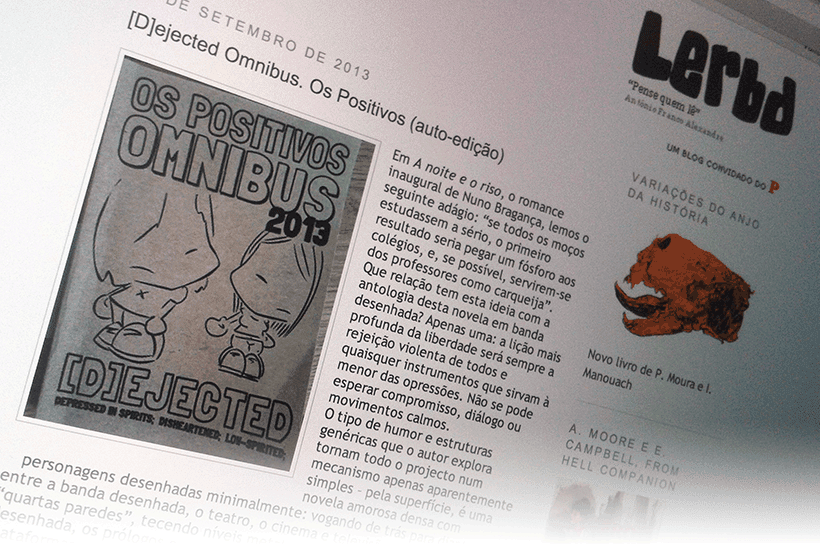 DE SETEMBRO DE 2013
[D]ejected Omnibus. Os Positivos (auto-edição)
OS POSITIVOS
OMNIBUS
2013
[D]EJECTED
DEPRESSED IN SPIRITS; DISHEARTENED; LOW-SPIRITED;
Em A noite e o riso, o romance
inaugural de Nuno Bragança, lemos o
seguinte adágio: “se todos os moços
estudassem a sério, o primeiro
resultado seria pegar um fósforo aos
colégios, e, se possível, servirem-se
dos professores como carqueija”.
Que relação tem esta ideia com a
antologia desta novela em banda
desenhada? Apenas uma: a lição mais
profunda da liberdade será sempre a
rejeição violenta de todos e
quaisquer instrumentos que sirvam à
menor das opressões. Não se pode
esperar compromisso, diálogo ou
movimentos calmos.
O tipo de humor e estruturas
genéricas que o autor explora
tornam todo o projecto num
mecanismo apenas aparentemente
simples - pela superfície, é uma
novela amorosa densa com
personagens desenhadas minimalmente: vogando de trás para
entre a banda desenhada, o teatro, o cinema e
“quartas paredes”, tecendo níveis
desenhada, os
Lerbd
“Pense quem lê”
António Franco Alexandre
UM BLOG CONVIDADO DO P
VARIAÇÕES DO ANJO
DA HISTÓRIA
Novo livro de P. Moura e I.
Manouach
A. MOORE E E.
CAMPBELL, FROM
HELL COMPANION